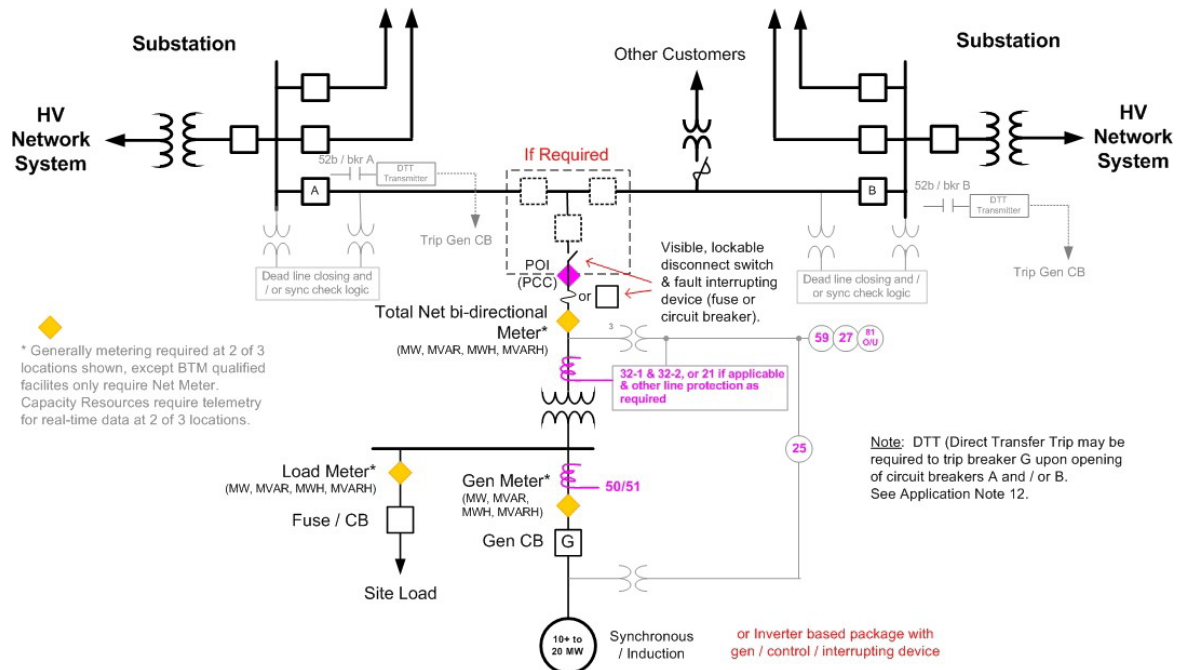 Substation
Substation
Other Customers
HV
Network
System
HV
Network
System
If Required
52b / bkr A
DTT
Transmitter
A
B
52b / bkr B
DTT
Transmitter
Trip Gen CB
Trip Gen CB
Dead line closing and
/ or sync check logic
Dead line closing and /
or sync check logic
POI
(PCC)
or
Visible, lockable
disconnect switch
& fault interrupting
device (fuse or
circuit breaker).
Total Net bi-directional
Meter*
(MW, MVAR, MWH, MVARH)
3
59
27
81
O/U
* Generally metering required at 2 of 3
locations shown, except BTM qualified
facilites only require Net Meter.
Capacity Resources require telemetry
for real-time data at 2 of 3 locations.
32-1 & 32-2, or 21 if applicable
& other line protection as
required
25
Note: DTT (Direct Transfer Trip may be
required to trip breaker G upon opening
of circuit breakers A and / or B.
See Application Note 12.
Load Meter*
(MW, MVAR, MWH, MVARH)
Fuse / CB
Site Load
Gen Meter*
(MW, MVAR,
MWH, MVARH)
50/51
Gen CB
G
10+ to
20 MW
Synchronous
/ Induction
or Inverter based package with
gen / control / interrupting device